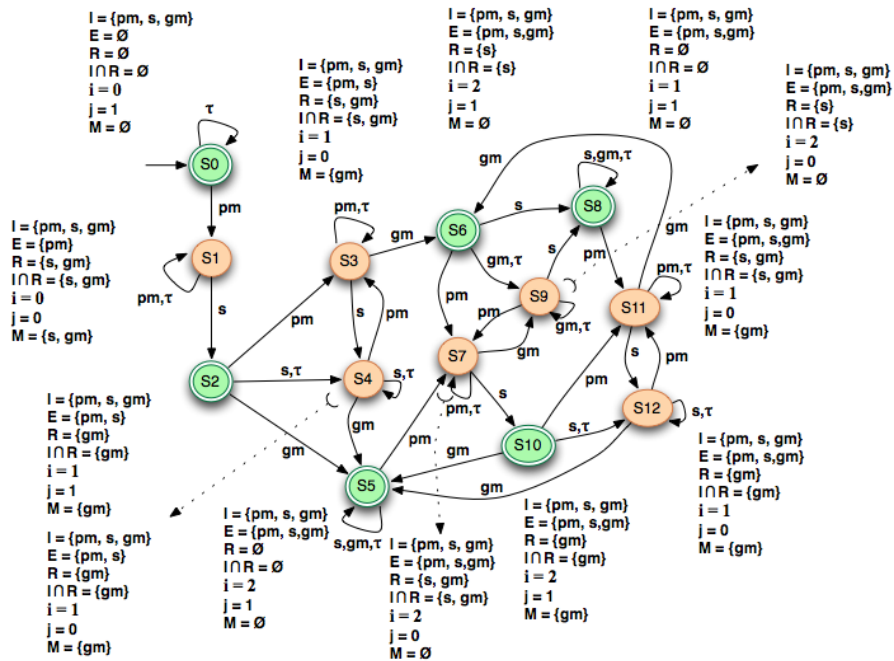 I = {pm, s, gm}
E = Ø
R = Ø
I∩R = Ø
i = 0
j = 1
M = Ø
I = {pm, s, gm}
E = {pm, s}
R = {s, gm}
I∩R = {s, gm}
i = 1
j = 0
M = {gm}
I = {pm, s, gm}
E = {pm, s,gm}
R = {s}
I∩R = {s}
i = 2
j = 1
M = Ø
I = {pm, s, gm}
E = {pm, s,gm}
R = Ø
I∩R = Ø
i = 1
j = 1
M = Ø
I = {pm, s, gm}
E = {pm, s,gm}
R = {s}
I∩R = {s}
i = 2
j = 0
M = Ø
τ
S0
pm
I = {pm, s, gm}
E = {pm}
R = {s, gm}
I∩R = {s, gm}
i = 0
j = 0
M = {s, gm}
S1
pm,τ
s
S2
pm
s,τ
gm
pm,τ
S3
gm
s
pm
S4
s,τ
gm
S5
s,gm,τ
pm
S6
s
gm,τ
pm
gm
s,gm,τ
S8
pm
s
S9
gm,τ
pm
gm
S7
pm,τ
s
S10
pm
s,τ
gm
gm
S11
pm,τ
gm
s
pm
S12
s,τ
gm
I = {pm, s, gm}
E = {pm, s,gm}
R = {s, gm}
I∩R = {s, gm}
i = 1
j = 0
M = {gm}
I = {pm, s, gm}
E = {pm, s}
R = {gm}
I∩R = {gm}
i = 1
j = 1
M = {gm}
I = {pm, s, gm}
E = {pm, s}
R = {gm}
I∩R = {gm}
i = 1
j = 0
M = {gm}
I = {pm, s, gm}
E = {pm, s,gm}
R = Ø
I∩R = Ø
i = 2
j = 1
M = Ø
I = {pm, s, gm}
E = {pm, s,gm}
R = {s, gm}
I∩R = {s, gm}
i = 2
j = 0
M = Ø
I = {pm, s, gm}
E = {pm, s,gm}
R = {gm}
I∩R = {gm}
i = 2
j = 1
M = {gm}
I = {pm, s, gm}
E = {pm, s,gm}
R = {gm}
I∩R = {gm}
i = 1
j = 0
M = {gm}